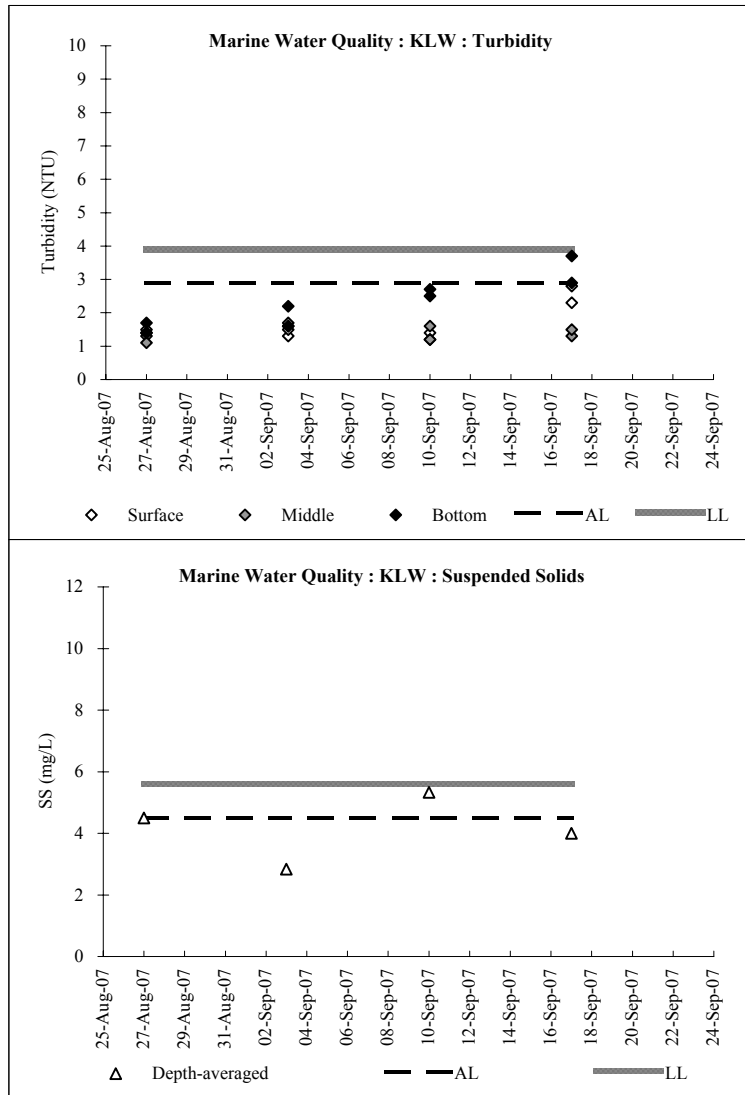 Marine Water Quality : KLW : Turbidity
10
9
8
7
6
5
4
3
2
1
0
Turbidity (NTU)
25-Aug-07
27-Aug-07
29-Aug-07
31-Aug-07
02-Sep-07
04-Sep-07
06-Sep-07
08-Sep-07
10-Sep-07
12-Sep-07
14-Sep-07
16-Sep-07
18-Sep-07
20-Sep-07
22-Sep-07
24-Sep-07
Surface Middle Bottom AL LL
Marine Water Quality : KLW : Suspended Solids
12
10
8
6
4
2
0
SS (mg/L)
25-Aug-07
27-Aug-07
29-Aug-07
31-Aug-07
02-Sep-07
04-Sep-07
06-Sep-07
08-Sep-07
10-Sep-07
12-Sep-07
14-Sep-07
16-Sep-07
18-Sep-07
20-Sep-07
22-Sep-07
24-Sep-07
Depth-averaged AL LL